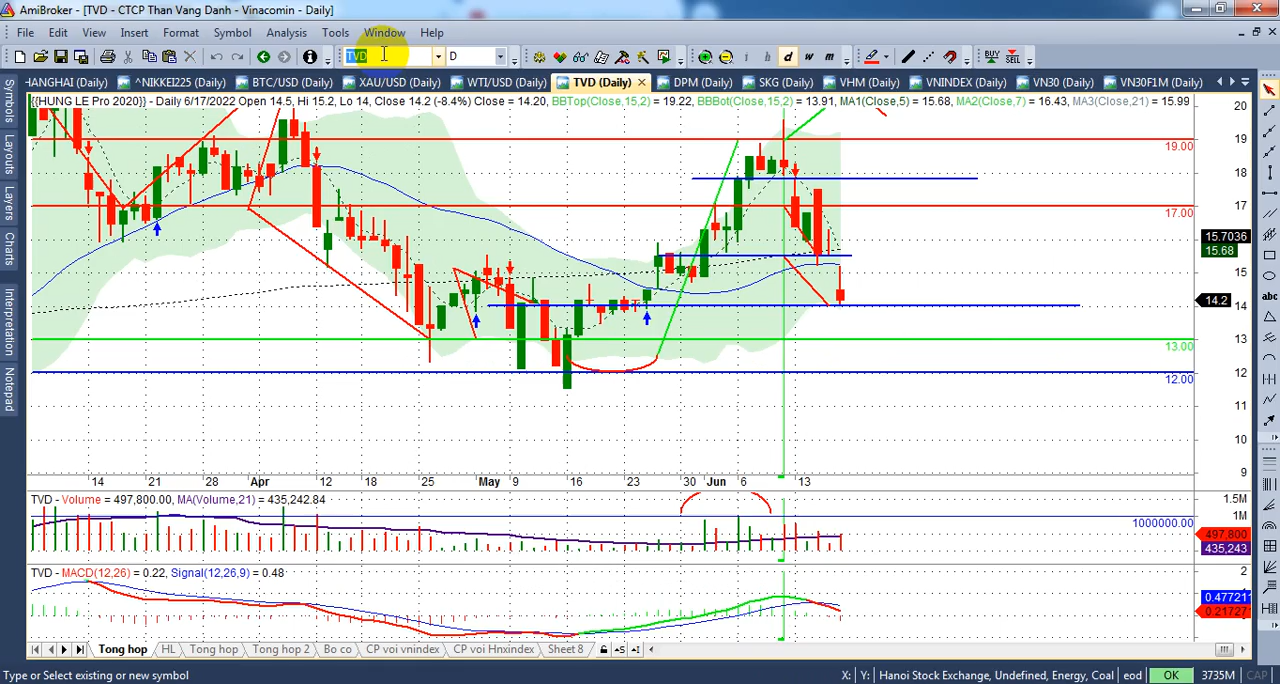 AmiBroker - [TVD - CTCP Than Vang Danh - Vinacomin - Daily]
File Edit View Insert Format Symbol Analysis Tools Window Help
TVD D i h d w m BUY SELL
HANGHAI (Daily) ^NIKKEI225 (Daily) BTC/USD (Daily) XAU/USD (Daily) WTI/USD (Daily) TVD (Daily) DPM (Daily) SKG (Daily) VHM (Daily) VNINDEX (Daily) VN30 (Daily) VN30F1M (Daily)
Symbols
Layouts
Layers
Charts
Interpretation
Notepad
{{HUNG LE Pro 2020}} - Daily 6/17/2022 Open 14.5, Hi 15.2, Lo 14, Close 14.2 (-8.4%) Close = 14.20, BBTop(Close,15,2) = 19.22, BBBot(Close,15,2) = 13.91, MA1(Close,5) = 15.68, MA2(Close,7) = 16.43, MA3(Close,21) = 15.99
20
19
19.00
18
17
17.00
15.7036
15.68
15
14.2
14
13
13.00
12
12.00
11
10
9
14 21 28 Apr 12 18 25 May 9 16 23 30 Jun 6 13
TVD - Volume = 497,800.00, MA(Volume,21) = 435,242.84
1.5M
1M
1000000.00
497,800
435,243
TVD - MACD(12,26) = 0.22, Signal(12,26,9) = 0.48
2
1
0.47721
0.21727
Tong hop HL Tong hop Tong hop 2 Bo co CP voi vnindex CP voi Hnxindex Sheet 8
Type or Select existing or new symbol X: Y: Hanoi Stock Exchange, Undefined, Energy, Coal eod OK 3735M CAP